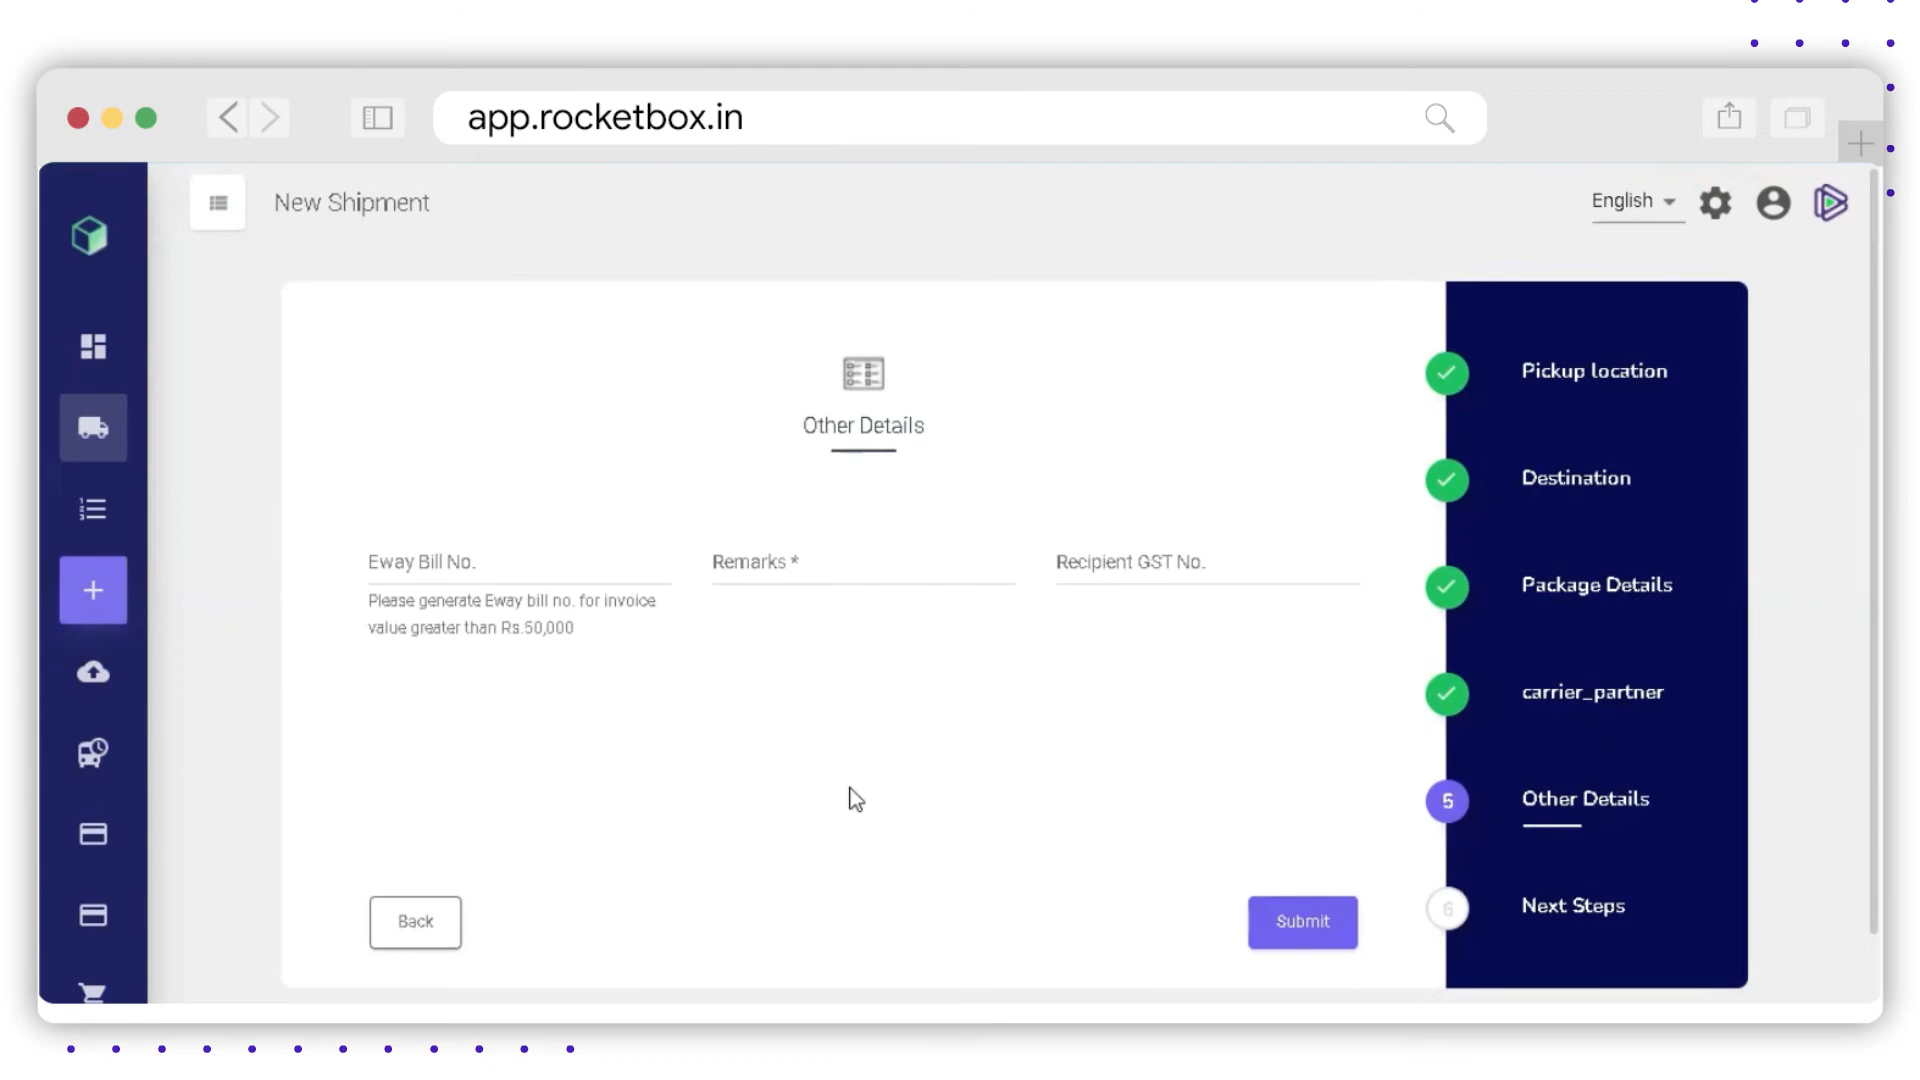 app.rocketbox.in
New Shipment
English
Other Details
Eway Bill No.
Remarks *
Recipient GST No.
Please generate Eway bill no. for invoice
value greater than Rs.50,000
Back
Submit
Pickup location
Destination
Package Details
carrier_partner
5
Other Details
6
Next Steps